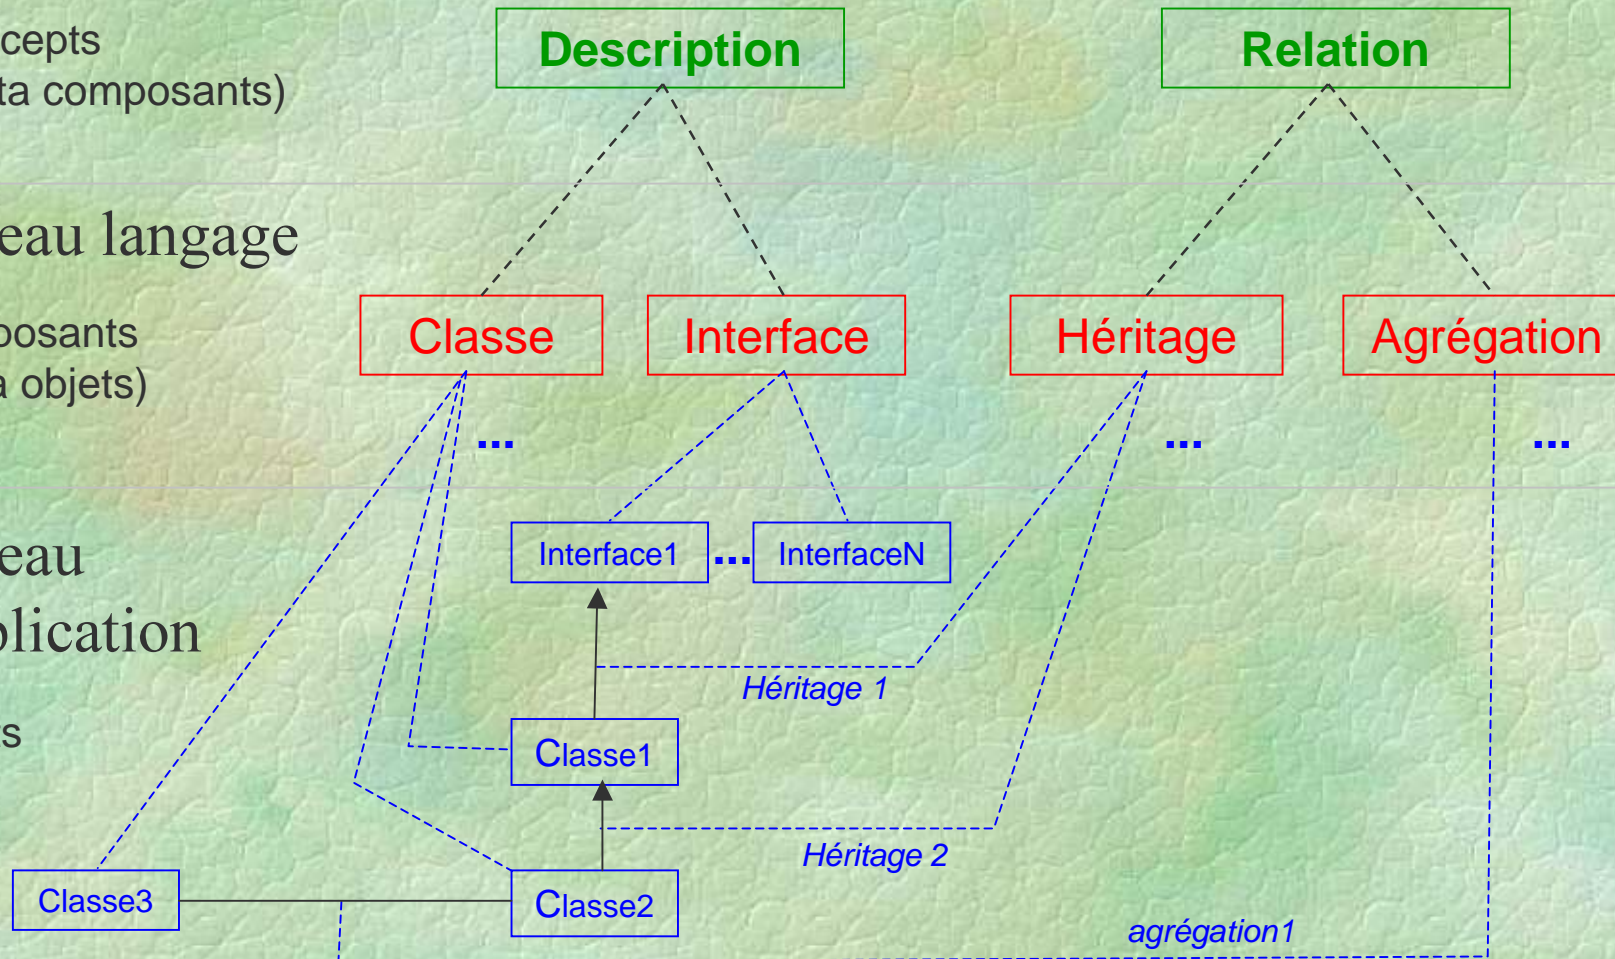 cepts
ta composants)
Description
Relation
eau langage
posants
a objets)
Classe
Interface
Héritage
Agrégation
...
...
...
eau
plication
Interface1
...
InterfaceN
Héritage 1
ts
Classe1
Héritage 2
Classe3
Classe2
agrégation1